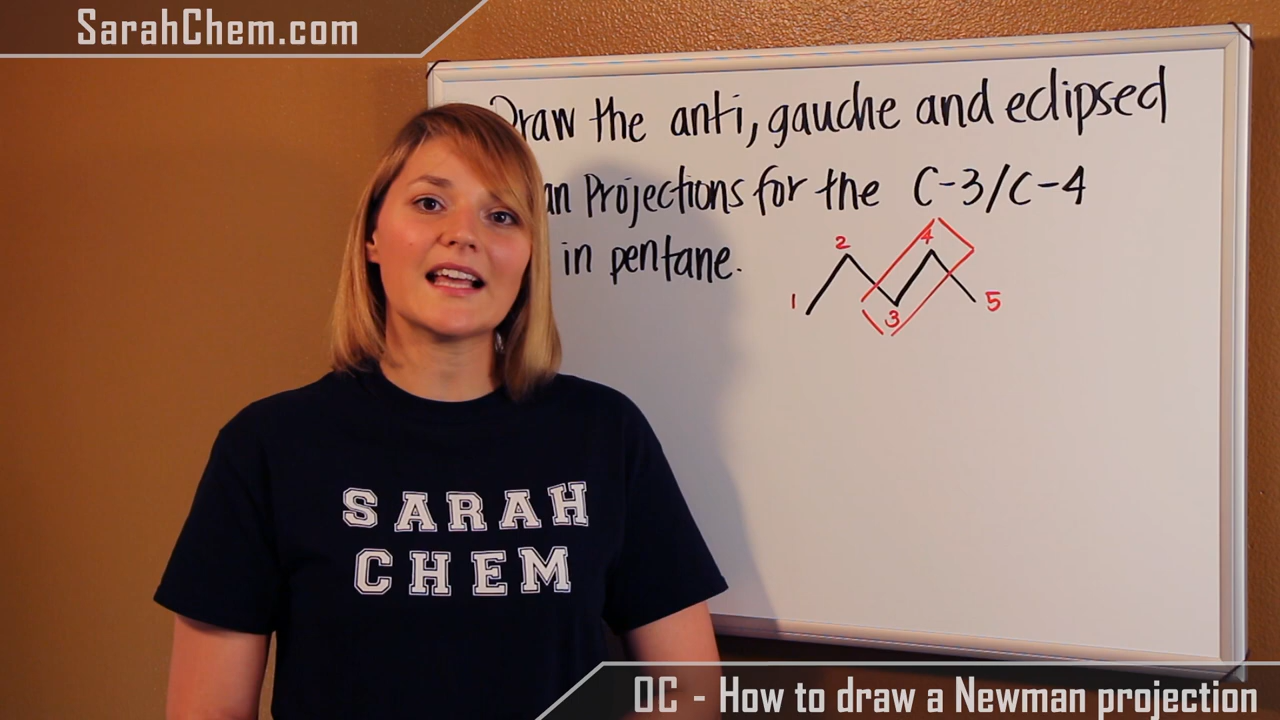 SarahChem.com
Draw the anti, gauche and eclipsed
Projections for the C-3/C-4
in pentane.
1
2
3
4
5
SARAH
CHEM
OC - How to draw a Newman projection